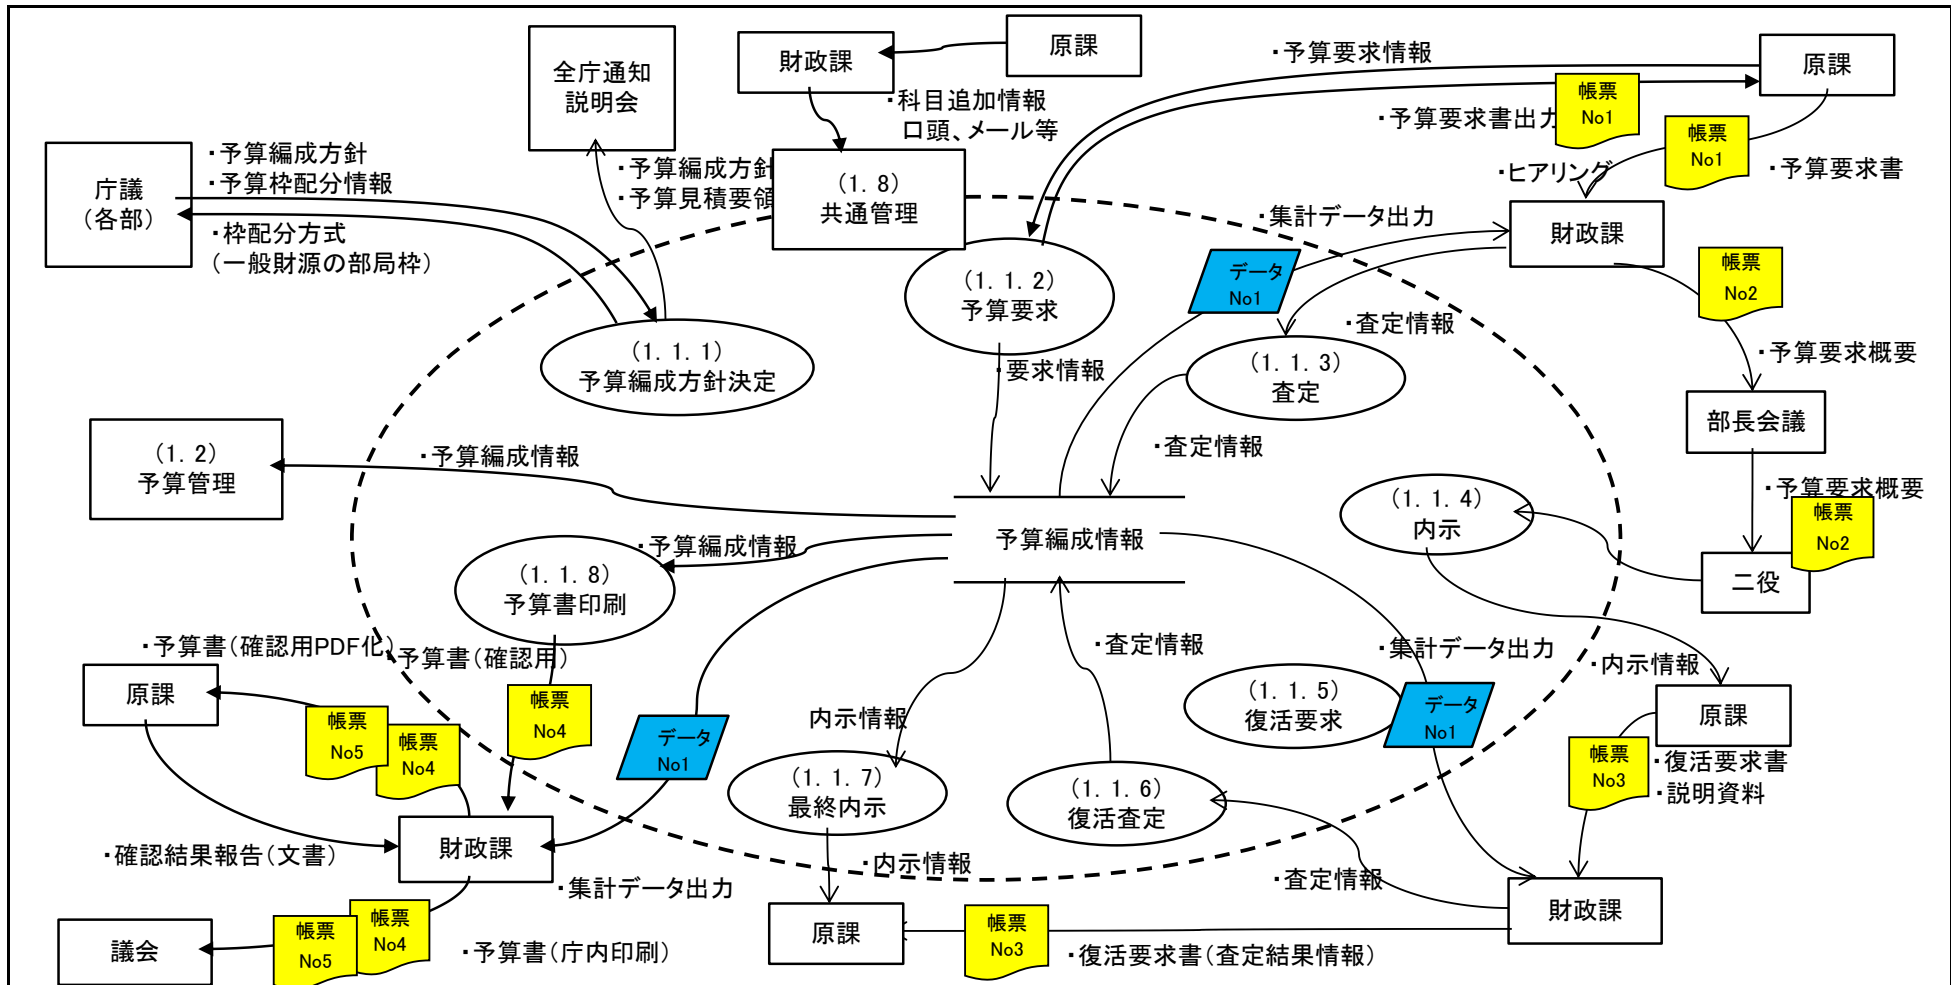 全庁通知
説明会
財政課
原課
・科目追加情報
口頭、メール等
・予算要求情報
原課
・予算要求書出力
帳票
No1
帳票
No1
・予算要求書
・ヒアリング
庁議
(各部)
・予算編成方針
・予算枠配分情報
・枠配分方式
(一般財源の部局枠)
・予算編成方針
・予算見積要領
(1.8)
共通管理
・集計データ出力
財政課
データ
No1
帳票
No2
(1.1.2)
予算要求
・査定情報
・予算要求概要
(1.1.1)
予算編成方針決定
・要求情報
(1.1.3)
査定
部長会議
(1.2)
予算管理
・予算編成情報
・査定情報
・予算要求概要
帳票
No2
(1.1.4)
内示
予算編成情報
・予算編成情報
(1.1.8)
予算書印刷
二役
・予算書(確認用PDF化)
・予算書(確認用)
・査定情報
・集計データ出力
・内示情報
原課
帳票
No5
帳票
No4
帳票
No4
データ
No1
内示情報
(1.1.5)
復活要求
データ
No1
原課
帳票
No3
・復活要求書
・説明資料
(1.1.7)
最終内示
(1.1.6)
復活査定
・確認結果報告(文書)
財政課
・集計データ出力
・内示情報
・査定情報
財政課
議会
帳票
No5
帳票
No4
・予算書(庁内印刷)
原課
帳票
No3
・復活要求書(査定結果情報)